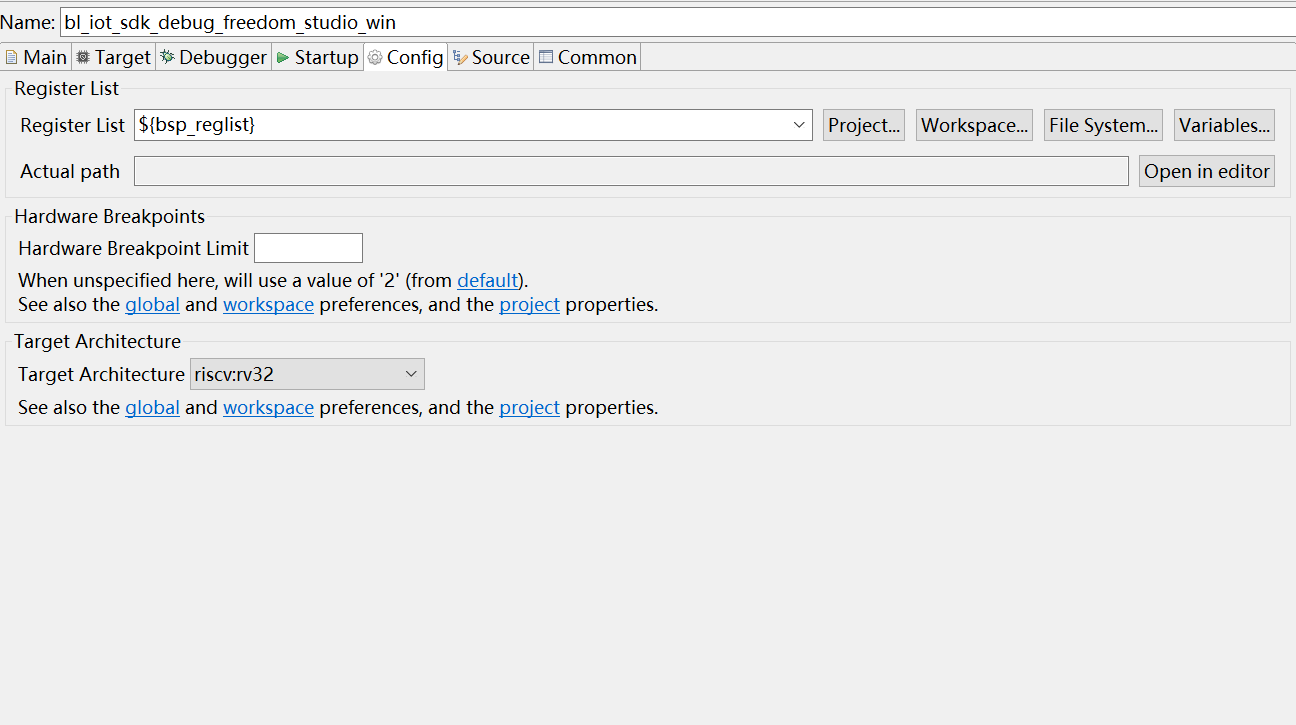 Name: bl_iot_sdk_debug_freedom_studio_win
Main Target Debugger Startup Config Source Common
Register List
Register List ${bsp_reglist} Project... Workspace... File System... Variables...
Actual path Open in editor
Hardware Breakpoints
Hardware Breakpoint Limit
When unspecified here, will use a value of '2' (from default).
See also the global and workspace preferences, and the project properties.
Target Architecture
Target Architecture riscv:rv32
See also the global and workspace preferences, and the project properties.